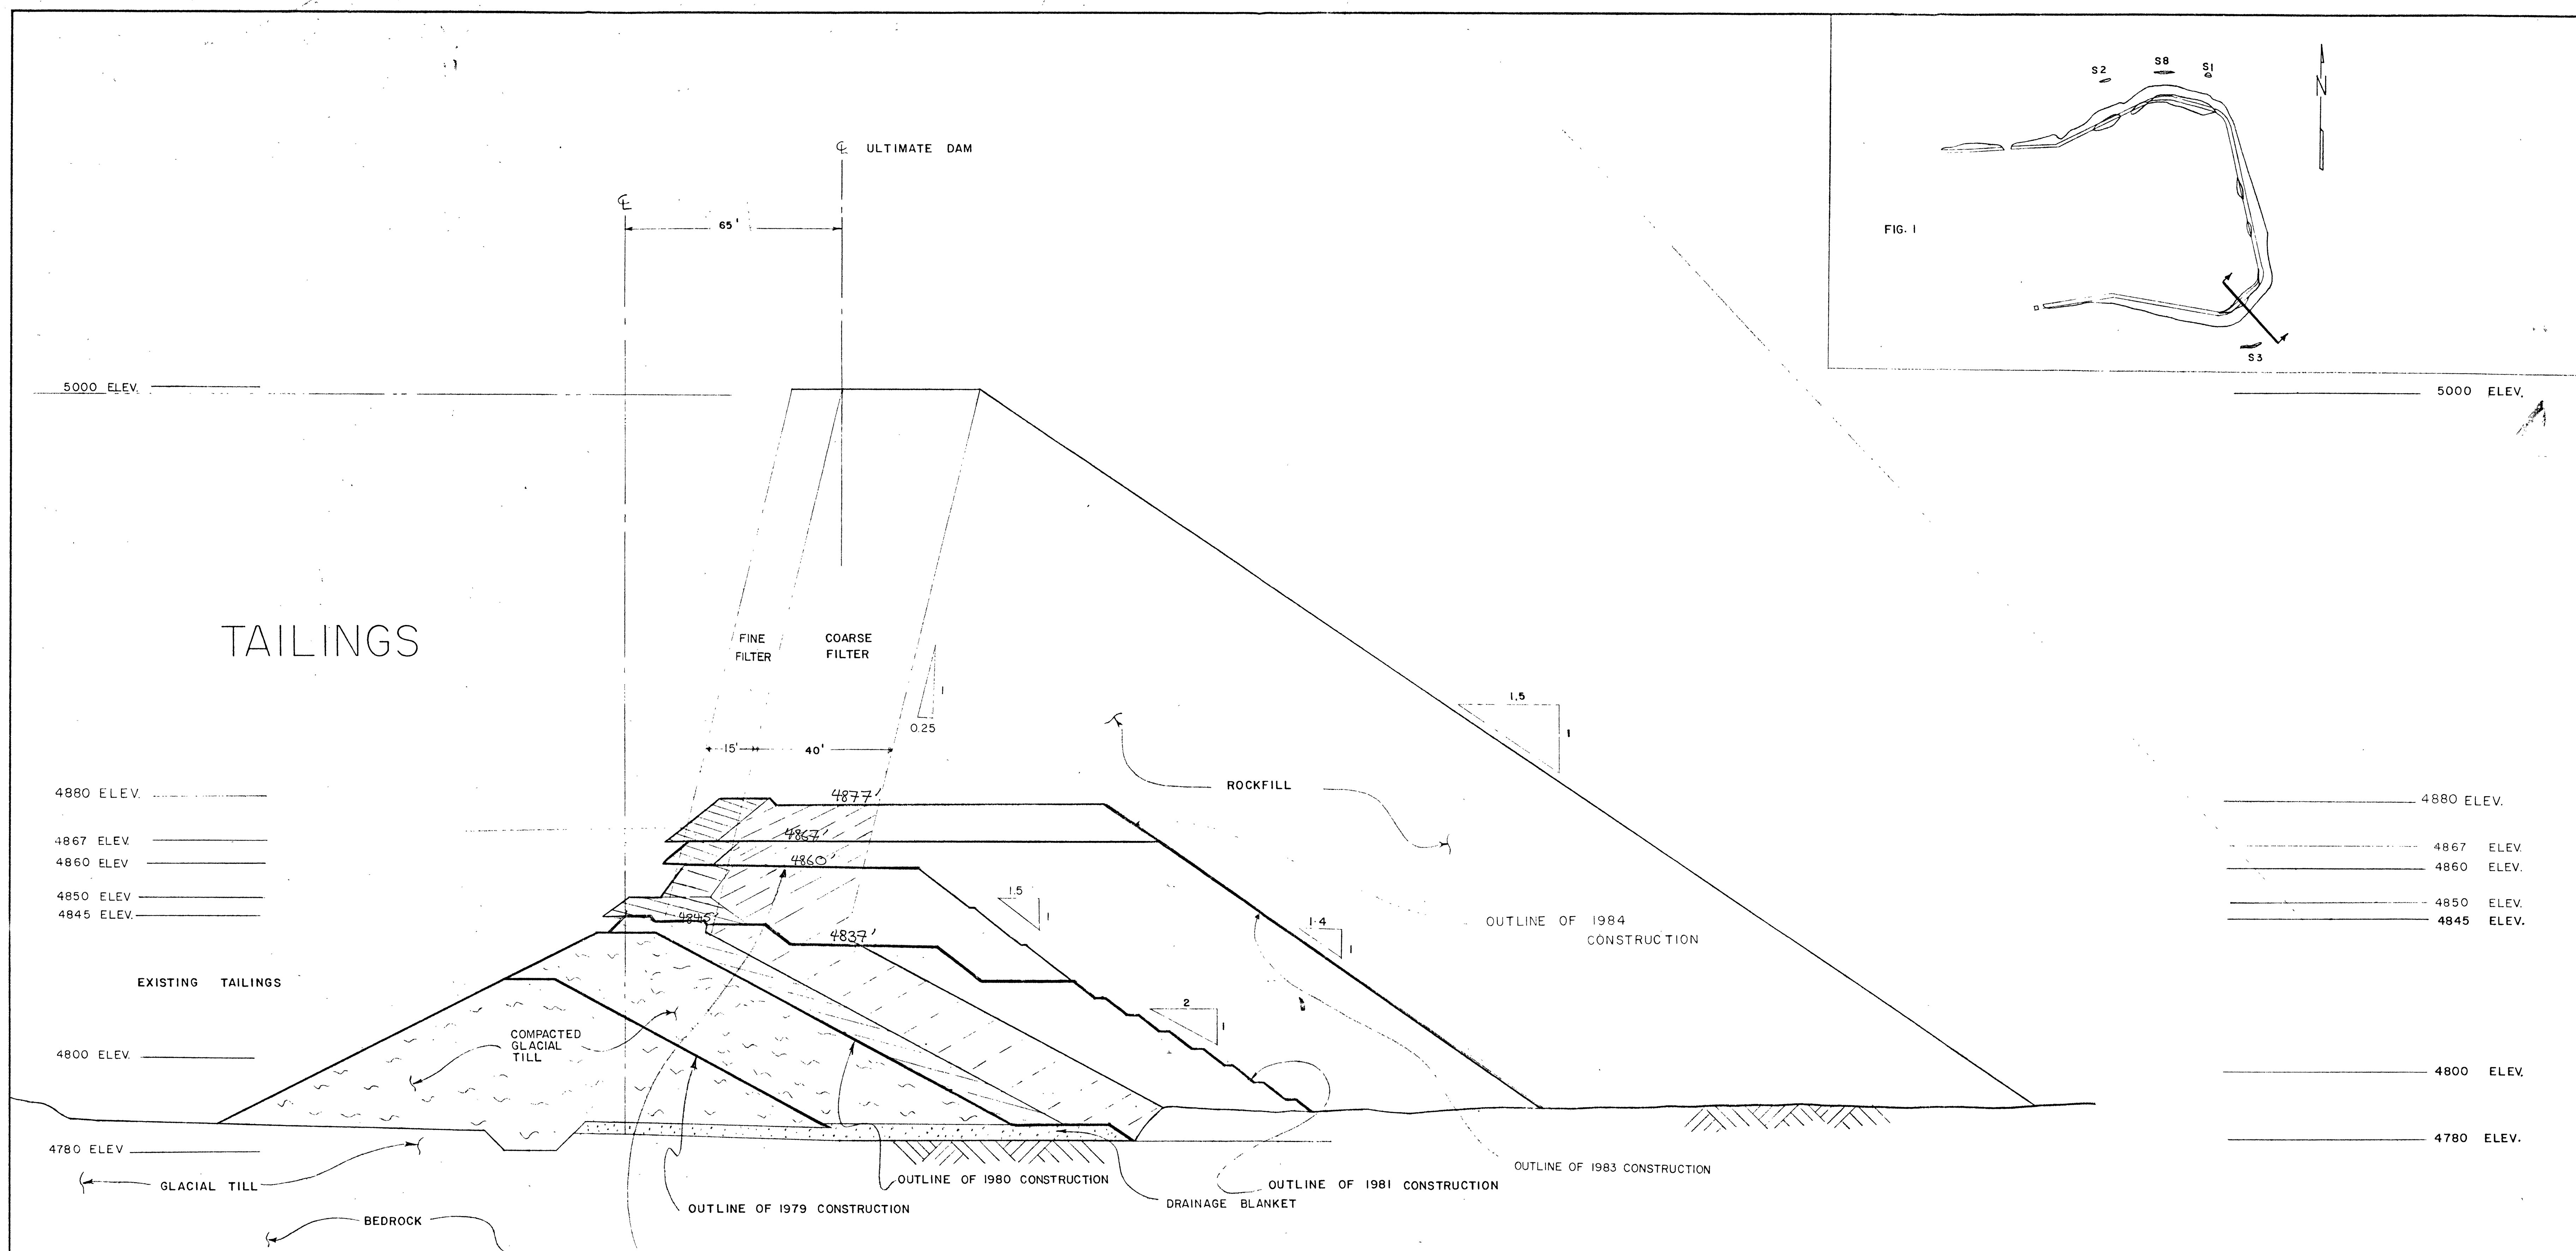 S2
S8
S1
N
FIG. 1
S3
℄ ULTIMATE DAM
℄
65'
5000 ELEV.
5000 ELEV.
TAILINGS
FINE
FILTER
COARSE
FILTER
1
0.25
1.5
1
15'
40'
ROCKFILL
4880 ELEV.
4877'
4880 ELEV.
4867 ELEV.
4867'
4867 ELEV.
4860 ELEV
4860'
4860 ELEV.
4850 ELEV
1.5
1
4850 ELEV.
4845 ELEV.
4845'
4845 ELEV.
4837'
1.4
1
OUTLINE OF 1984
CONSTRUCTION
EXISTING TAILINGS
2
1
COMPACTED
GLACIAL
TILL
4800 ELEV.
4800 ELEV.
4780 ELEV
4780 ELEV.
GLACIAL TILL
OUTLINE OF 1980 CONSTRUCTION
OUTLINE OF 1983 CONSTRUCTION
OUTLINE OF 1981 CONSTRUCTION
OUTLINE OF 1979 CONSTRUCTION
DRAINAGE BLANKET
BEDROCK